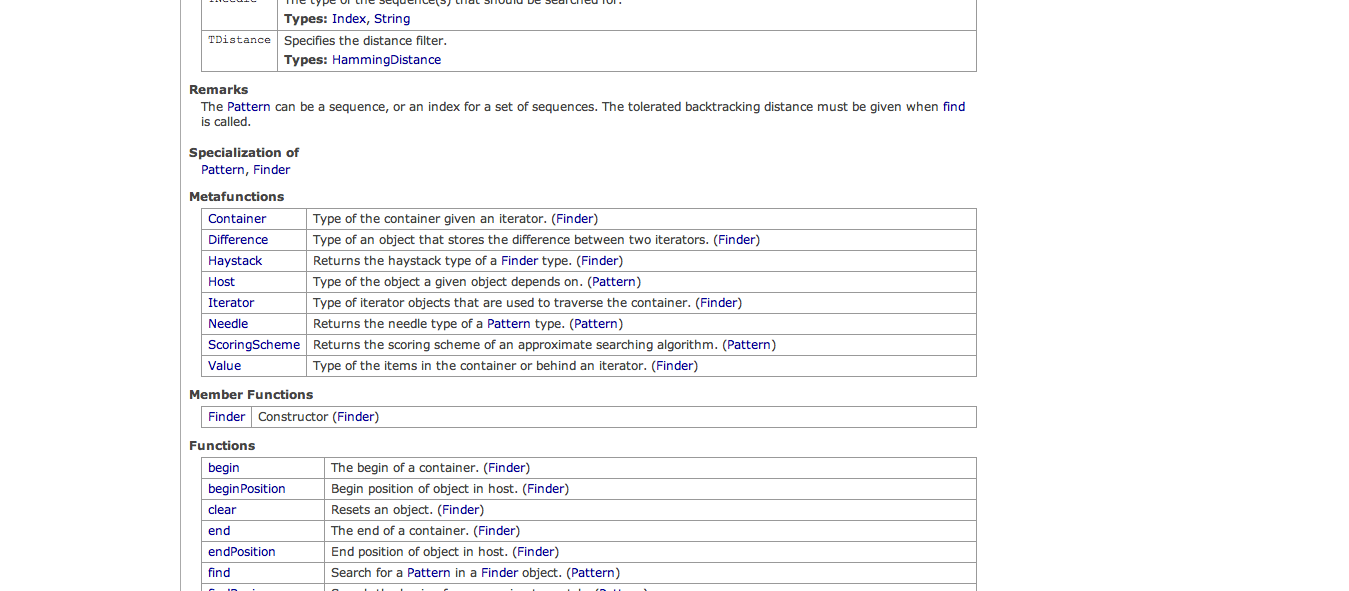 The type of the sequence(s) that should be searched for.
Types: Index, String
TDistance Specifies the distance filter.
Types: HammingDistance
Remarks
The Pattern can be a sequence, or an index for a set of sequences. The tolerated backtracking distance must be given when find
is called.
Specialization of
Pattern, Finder
Metafunctions
Container Type of the container given an iterator. (Finder)
Difference Type of an object that stores the difference between two iterators. (Finder)
Haystack Returns the haystack type of a Finder type. (Finder)
Host Type of the object a given object depends on. (Pattern)
Iterator Type of iterator objects that are used to traverse the container. (Finder)
Needle Returns the needle type of a Pattern type. (Pattern)
ScoringScheme Returns the scoring scheme of an approximate searching algorithm. (Pattern)
Value Type of the items in the container or behind an iterator. (Finder)
Member Functions
Finder Constructor (Finder)
Functions
begin The begin of a container. (Finder)
beginPosition Begin position of object in host. (Finder)
clear Resets an object. (Finder)
end The end of a container. (Finder)
endPosition End position of object in host. (Finder)
find Search for a Pattern in a Finder object. (Pattern)